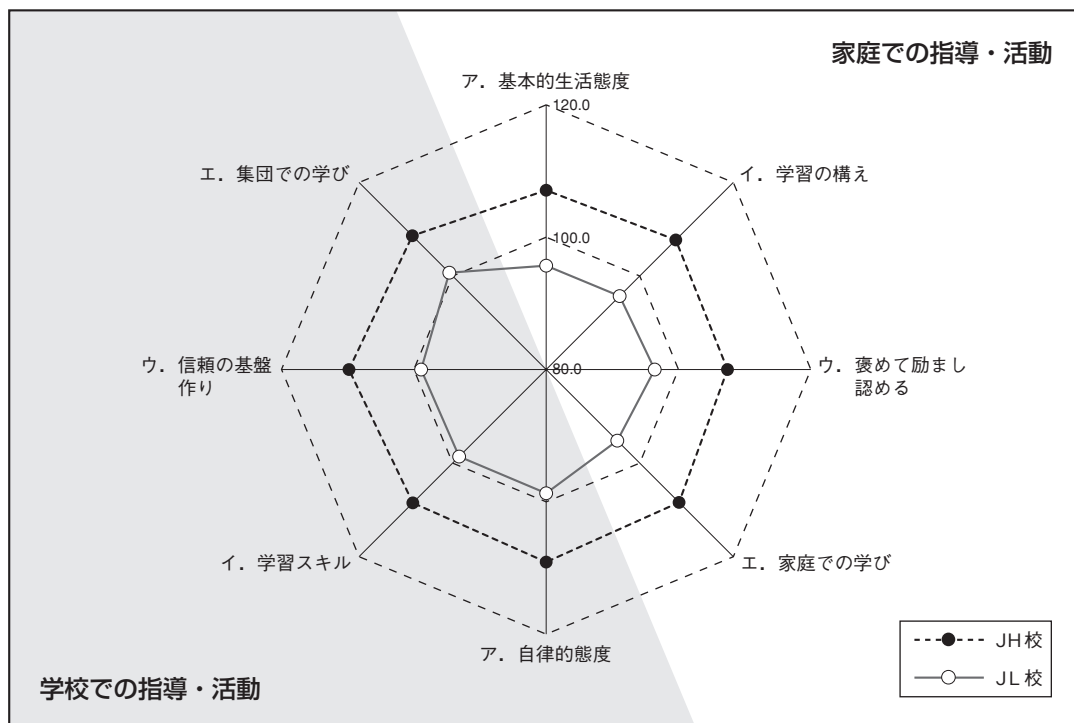 家庭での指導・活動
ア．基本的生活態度
120.0
エ．集団での学び
イ．学習の構え
100.0
ウ．信頼の基盤
作り
80.0
ウ．褒めて励まし
認める
イ．学習スキル
エ．家庭での学び
ア．自律的態度
JH校
JL校
学校での指導・活動